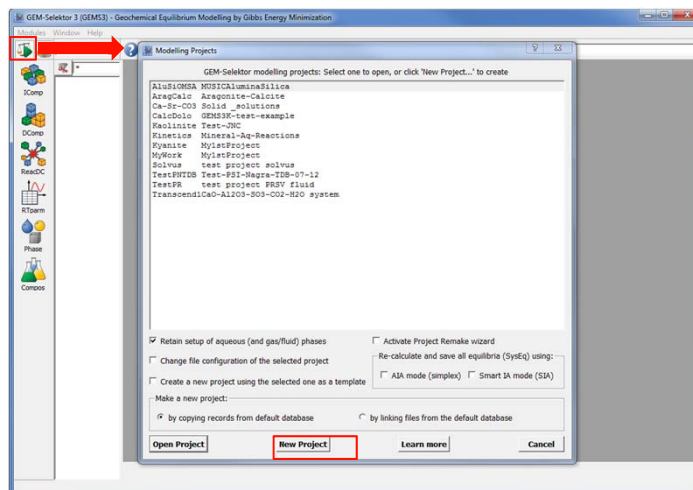 GEM-Selektor 3 (GEMS3) - Geochemical Equilibrium Modelling by Gibbs Energy Minimization
Modules Window Help
Modelling Projects
GEM-Selektor modelling projects: Select one to open, or click 'New Project...' to create
AluSiOMSA MUSICAluminaSilica
AragCalc Aragonite-Calcite
Ca-Sr-CO3 Solid _solutions
CalcDolo GEMS3K-test-example
Kaolinite Test-JNC
Kinetics Mineral-Aq-Reactions
Kyanite My1stProject
MyWork My1stProject
Solvus test project solvus
TestPNTDB Test-PSI-Nagra-TDB-07-12
TestPR test project PRSV fluid
Transcend1CaO-Al2O3-SO3-CO2-H2O system
IComp
DComp
ReacDC
RTparm
Phase
Compos
Retain setup of aqueous (and gas/fluid) phases
Activate Project Remake wizard
Change file configuration of the selected project
Re-calculate and save all equilibria (SysEq) using:
Create a new project using the selected one as a template
AIA mode (simplex) Smart IA mode (SIA)
Make a new project:
by copying records from default database
by linking files from the default database
Open Project New Project Learn more Cancel